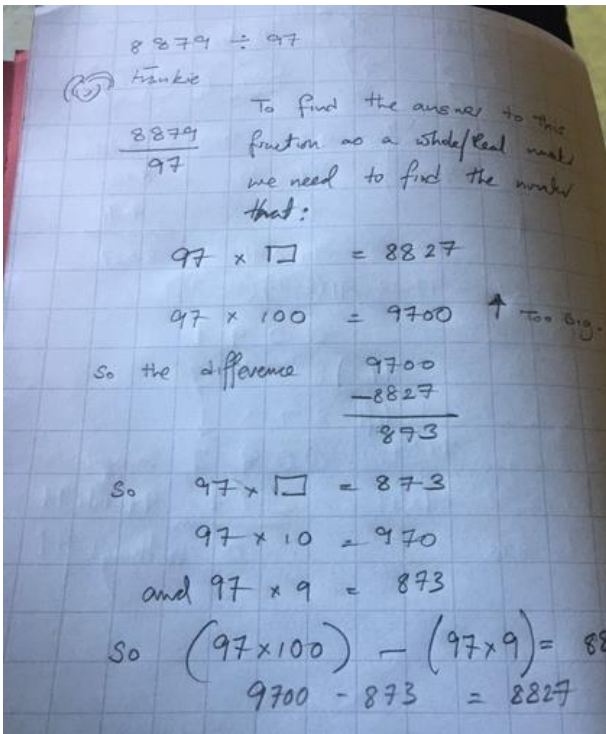 8879 ÷ 97
Frankie
To find the answer to this
8879
97
fraction as a whole/Real
we need to find the number
that:
97 × □ = 8827
97 × 100 = 9700 ↑ Too Big.
So the difference 9700
-8827
873
So 97 × □ = 873
97 × 10 = 970
and 97 × 9 = 873
So (97×100) - (97×9) = 88
9700 - 873 = 8827